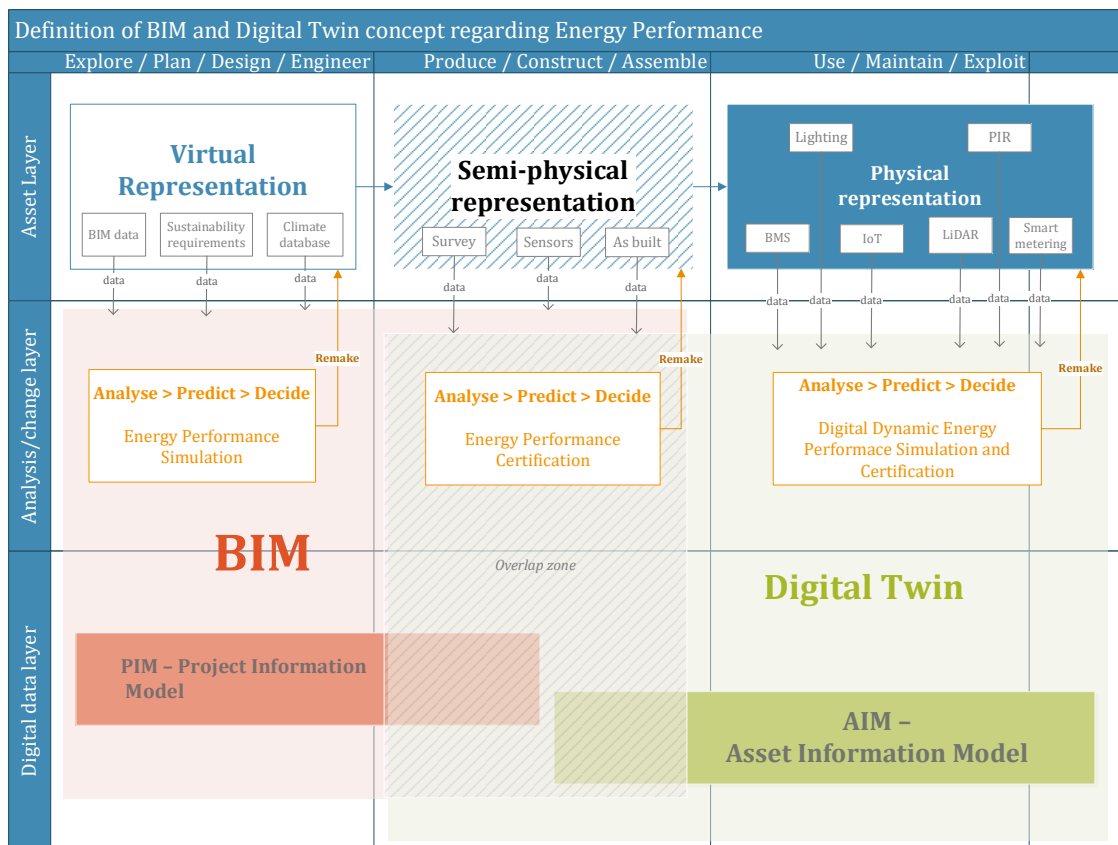 Definition of BIM and Digital Twin concept regarding Energy Performance
Explore / Plan / Design / Engineer
Produce / Construct / Assemble
Use / Maintain / Exploit
Asset Layer
Virtual
Representation
BIM data
Sustainability
requirements
Climate
database
data
data
data
Semi-physical
representation
Survey
Sensors
As built
data
data
data
Lighting
PIR
Physical
representation
BMS
IoT
LiDAR
Smart
metering
data
data
data
data
data
data
Analysis/change layer
Remake
Analyse > Predict > Decide
Energy Performance
Simulation
Remake
Analyse > Predict > Decide
Energy Performance
Certification
Remake
Analyse > Predict > Decide
Digital Dynamic Energy
Performace Simulation and
Certification
BIM
Overlap zone
Digital Twin
Digital data layer
PIM – Project Information
Model
AIM –
Asset Information Model